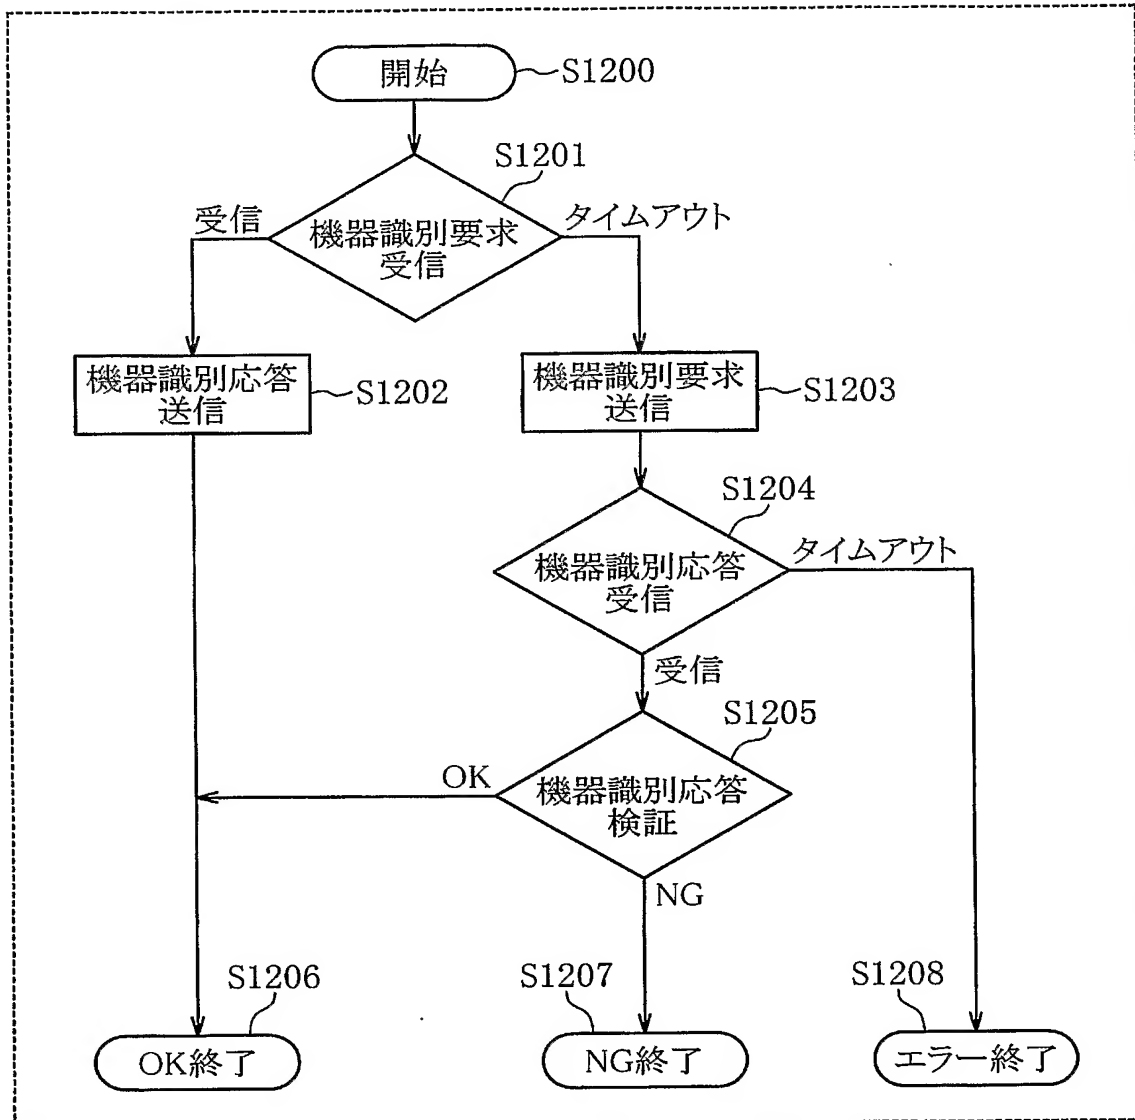 開始
S1200
S1201
受信
タイムアウト
機器識別要求
受信
機器識別応答
送信
S1202
機器識別要求
送信
S1203
S1204
タイムアウト
機器識別応答
受信
受信
S1205
OK
機器識別応答
検証
NG
S1206
S1207
S1208
OK終了
NG終了
エラー終了